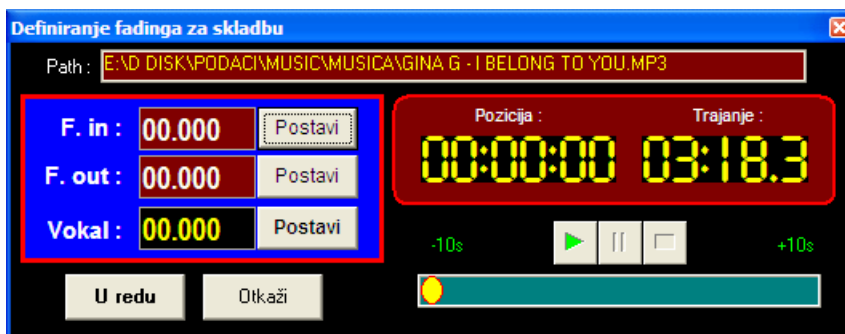 Definiranje fadinga za skladbu
Path : E:\D DISK\PODACI\MUSIC\MUSICA\GINA G - I BELONG TO YOU.MP3
F. in : 00.000 Postavi
F. out : 00.000 Postavi
Vokal : 00.000 Postavi
Pozicija : Trajanje :
00:00:00 03:18.3
-10s +10s
U redu Otkaži